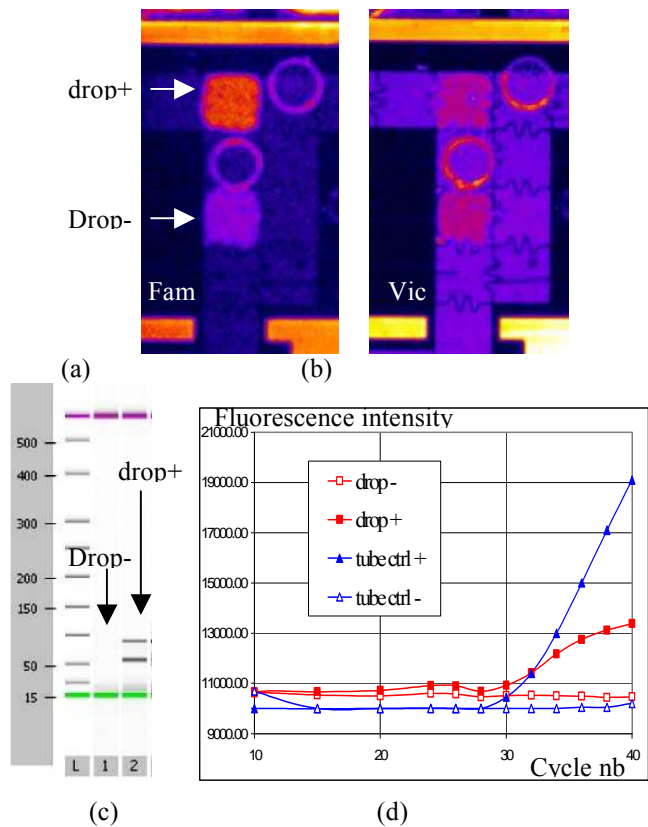 drop+
Drop-
Fam
Vic
(a)
(b)
500
400
300
200
150
50
15
drop+
Drop-
L
1
2
(c)
Fluorescence intensity
21000.00
19000.00
17000.00
15000.00
13000.00
11000.00
9000.00
drop-
drop+
tube ctrl +
tube ctrl -
10
20
30
40
Cycle nb
(d)